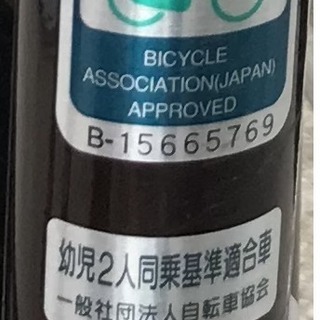 BICYCLE
ASSOCIATION(JAPAN)
APPROVED
B-15665769
幼児2人同乗基準適合車
一般社団法人自転車協会